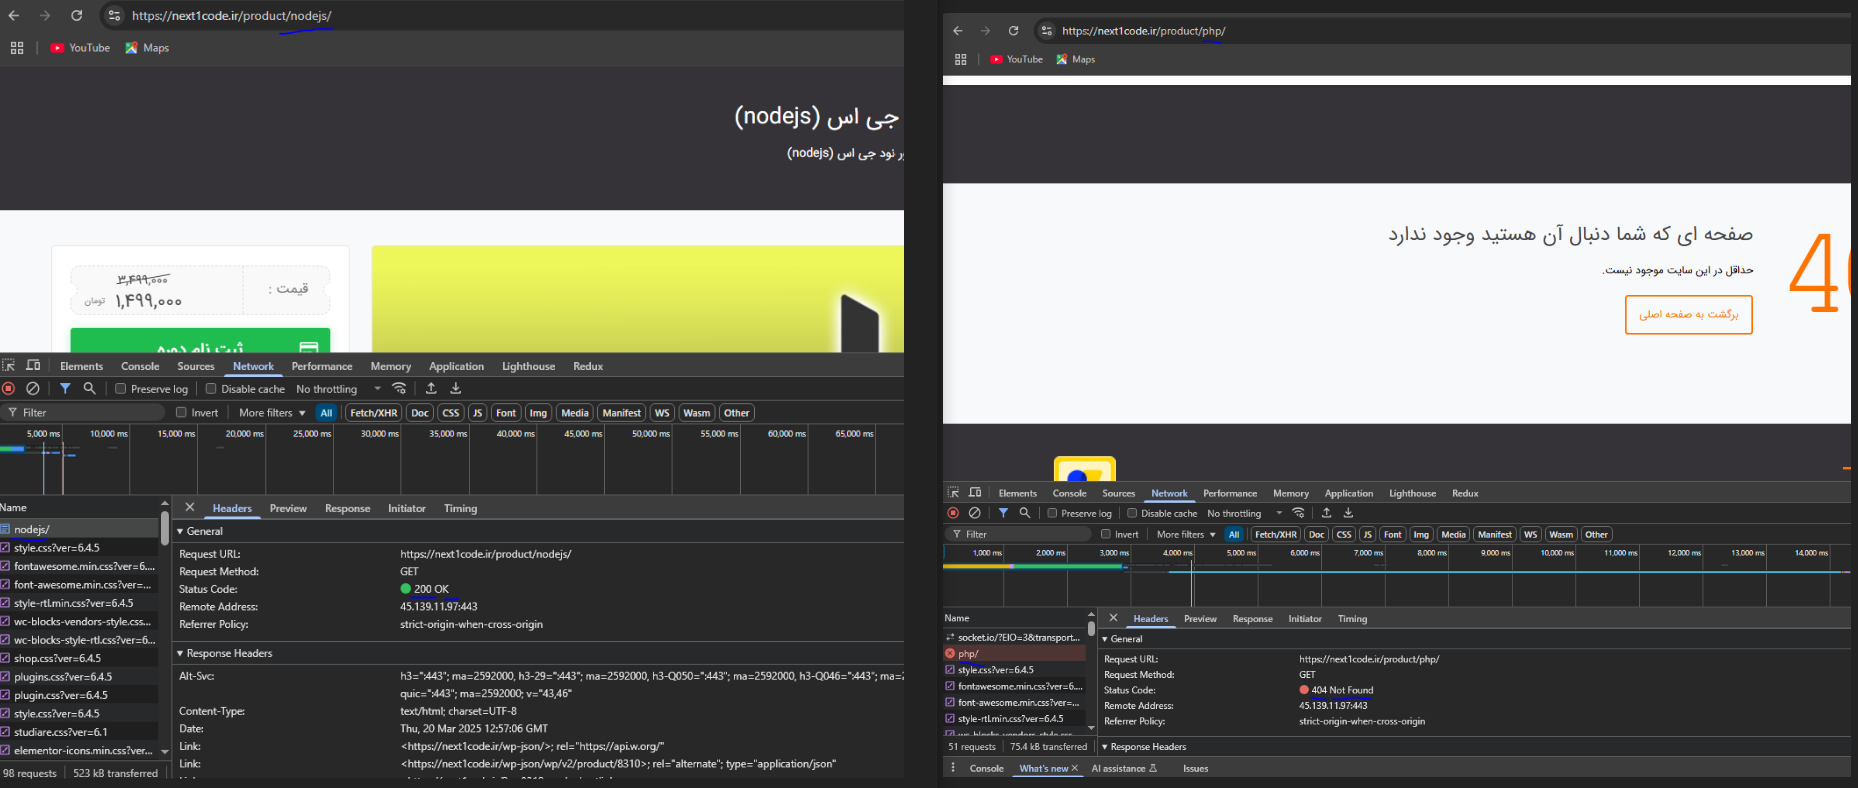 https://next1code.ir/product/nodejs/
YouTube Maps
جی اس (nodejs)
ور نود جی اس (nodejs)
۳,۴۹۹,۰۰۰
قیمت :
۱,۴۹۹,۰۰۰ تومان
ثبت نام دوره
Elements Console Sources Network Performance Memory Application Lighthouse Redux
Preserve log Disable cache No throttling
Filter Invert More filters All Fetch/XHR Doc CSS JS Font Img Media Manifest WS Wasm Other
5,000 ms 10,000 ms 15,000 ms 20,000 ms 25,000 ms 30,000 ms 35,000 ms 40,000 ms 45,000 ms 50,000 ms 55,000 ms 60,000 ms 65,000 ms
Name
nodejs/
style.css?ver=6.4.5
fontawesome.min.css?ver=6....
font-awesome.min.css?ver=...
style-rtl.min.css?ver=6.4.5
wc-blocks-vendors-style.css...
wc-blocks-style-rtl.css?ver=6...
shop.css?ver=6.4.5
plugins.css?ver=6.4.5
plugin.css?ver=6.4.5
style.css?ver=6.4.5
studiare.css?ver=6.1
elementor-icons.min.css?ver...
98 requests 523 kB transferred
Headers Preview Response Initiator Timing
General
Request URL: https://next1code.ir/product/nodejs/
Request Method: GET
Status Code: 200 OK
Remote Address: 45.139.11.97:443
Referrer Policy: strict-origin-when-cross-origin
Response Headers
Alt-Svc: h3=":443"; ma=2592000, h3-29=":443"; ma=2592000, h3-Q050=":443"; ma=2592000, h3-Q046=":443"; ma=2
quic=":443"; ma=2592000; v="43,46"
Content-Type: text/html; charset=UTF-8
Date: Thu, 20 Mar 2025 12:57:06 GMT
Link: <https://next1code.ir/wp-json/>; rel="https://api.w.org/"
Link: <https://next1code.ir/wp-json/wp/v2/product/8310>; rel="alternate"; type="application/json"
https://next1code.ir/product/php/
YouTube Maps
صفحه ای که شما دنبال آن هستید وجود ندارد
حداقل در این سایت موجود نیست.
برگشت به صفحه اصلی
4
Elements Console Sources Network Performance Memory Application Lighthouse Redux
Preserve log Disable cache No throttling
Filter Invert More filters All Fetch/XHR Doc CSS JS Font Img Media Manifest WS Wasm Other
1,000 ms 2,000 ms 3,000 ms 4,000 ms 5,000 ms 6,000 ms 7,000 ms 8,000 ms 9,000 ms 10,000 ms 11,000 ms 12,000 ms 13,000 ms 14,000 ms
Name
socket.io/?EIO=3&transport...
php/
style.css?ver=6.4.5
fontawesome.min.css?ver=6....
font-awesome.min.css?ver=...
style-rtl.min.css?ver=6.4.5
51 requests 75.4 kB transferred
Headers Preview Response Initiator Timing
General
Request URL: https://next1code.ir/product/php/
Request Method: GET
Status Code: 404 Not Found
Remote Address: 45.139.11.97:443
Referrer Policy: strict-origin-when-cross-origin
Response Headers
Console What's new AI assistance Issues